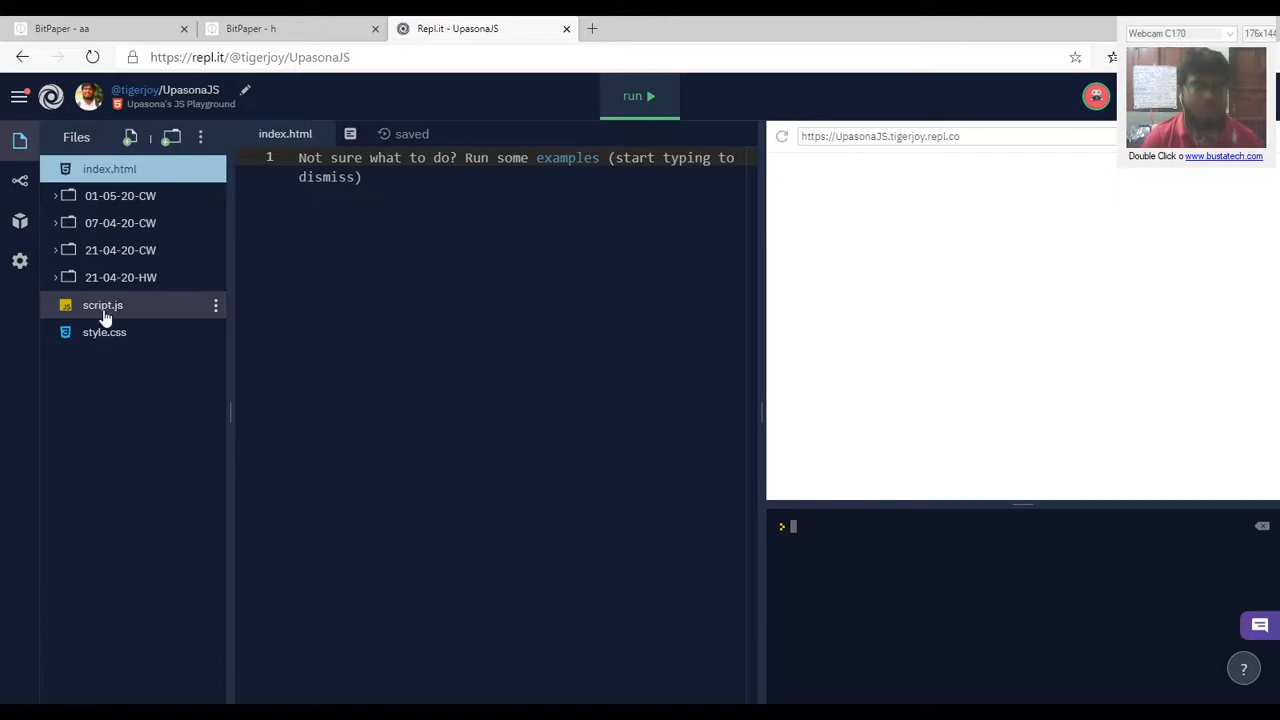 BitPaper - aa
BitPaper - h
Repl.it - UpasonaJS
https://repl.it/@tigerjoy/UpasonaJS
Webcam C170
176x144
@tigerjoy/UpasonaJS
Upasona's JS Playground
run
Files
index.html
saved
https://UpasonaJS.tigerjoy.repl.co
Double Click o www.bustatech.com
index.html
01-05-20-CW
07-04-20-CW
21-04-20-CW
21-04-20-HW
script.js
style.css
1 Not sure what to do? Run some examples (start typing to
dismiss)
?